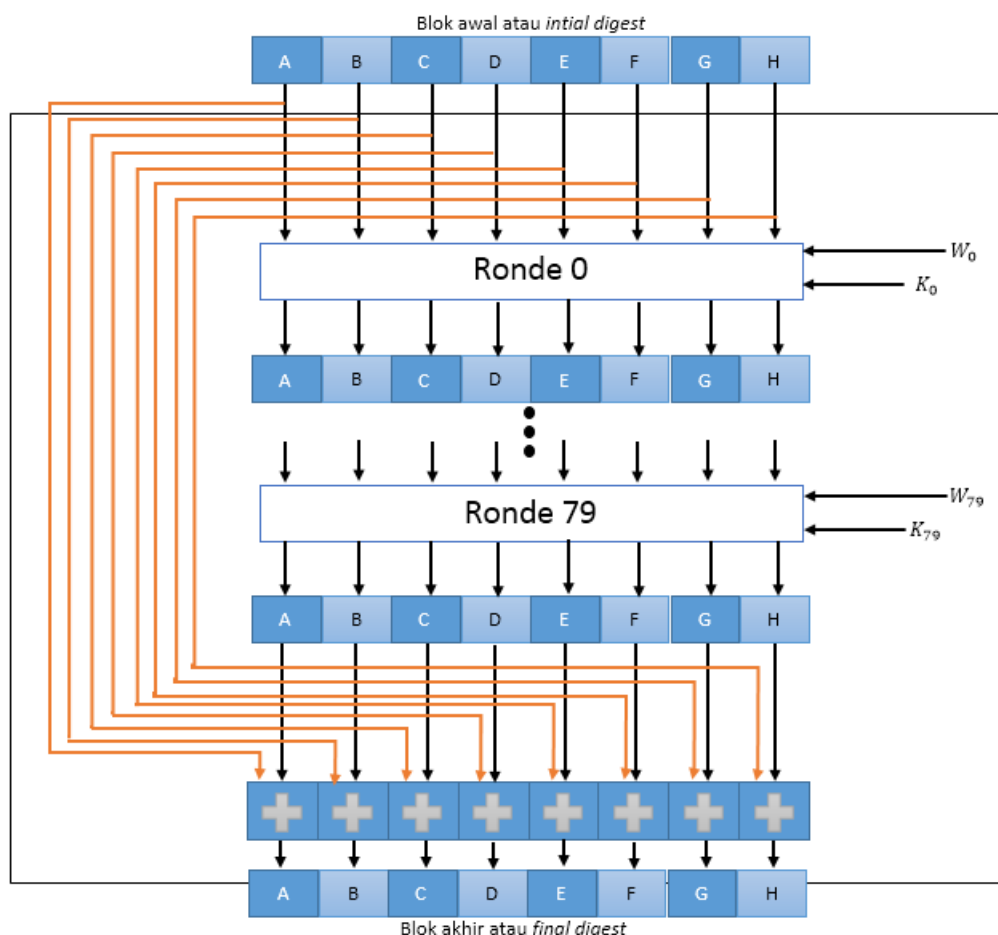 Blok awal atau intial digest
A B C D E F G H
Ronde 0
W₀
K₀
A B C D E F G H
Ronde 79
W₇₉
K₇₉
A B C D E F G H
A B C D E F G H
Blok akhir atau final digest